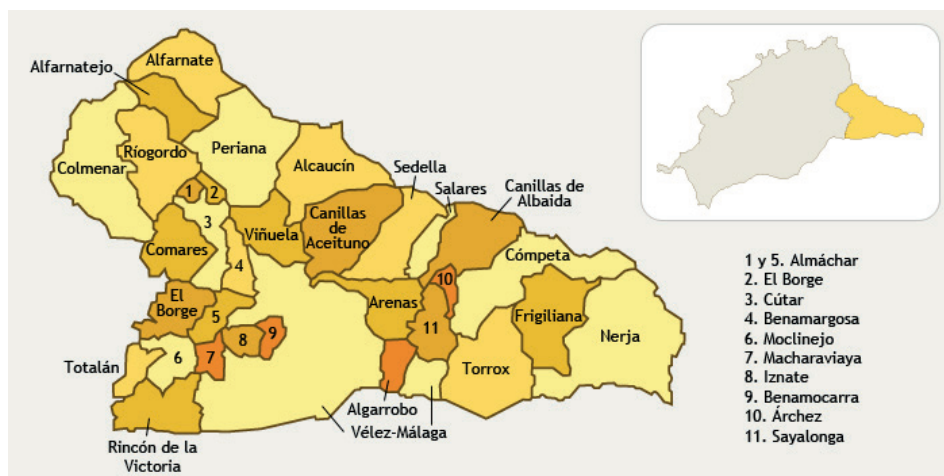 Alfarnate
Alfarnatejo
Colmenar
Ríogordo
Periana
Alcaucín
Sedella
Salares
Canillas de
Albaida
1
2
3
4
Comares
Viñuela
Canillas
de
Aceituno
Cómpeta
El
Borge
5
6
7
8
9
10
11
Arenas
Frigiliana
Nerja
Totalán
Torrox
Algarrobo
Vélez-Málaga
Rincón de la
Victoria
1 y 5. Almáchar
2. El Borge
3. Cútar
4. Benamargosa
6. Moclinejo
7. Macharaviaya
8. Iznate
9. Benamocarra
10. Árchez
11. Sayalonga